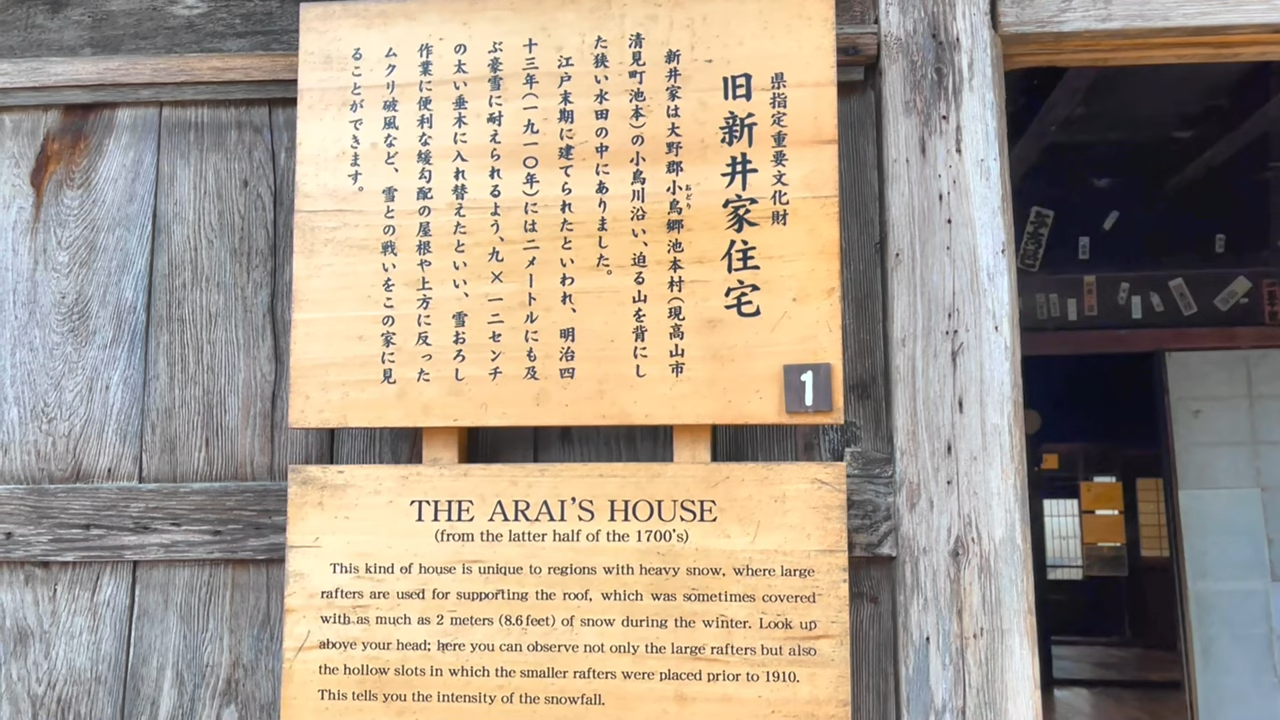 県指定重要文化財
旧新井家住宅
新井家は大野郡小鳥郷池本村(現高山市
おどり
清見町池本)の小鳥川沿い、迫る山を背にし
た狭い水田の中にありました。
江戸末期に建てられたといわれ、明治四
十三年(一九一〇年)には二メートルにも及
ぶ豪雪に耐えられるよう、九×一二センチ
の太い垂木に入れ替えたといい、雪おろし
作業に便利な緩勾配の屋根や上方に反った
ムクリ破風など、雪との戦いをこの家に見
ることができます。
1
THE ARAI'S HOUSE
(from the latter half of the 1700's)
This kind of house is unique to regions with heavy snow, where large
rafters are used for supporting the roof, which was sometimes covered
with as much as 2 meters (8.6 feet) of snow during the winter. Look up
above your head; here you can observe not only the large rafters but also
the hollow slots in which the smaller rafters were placed prior to 1910.
This tells you the intensity of the snowfall.